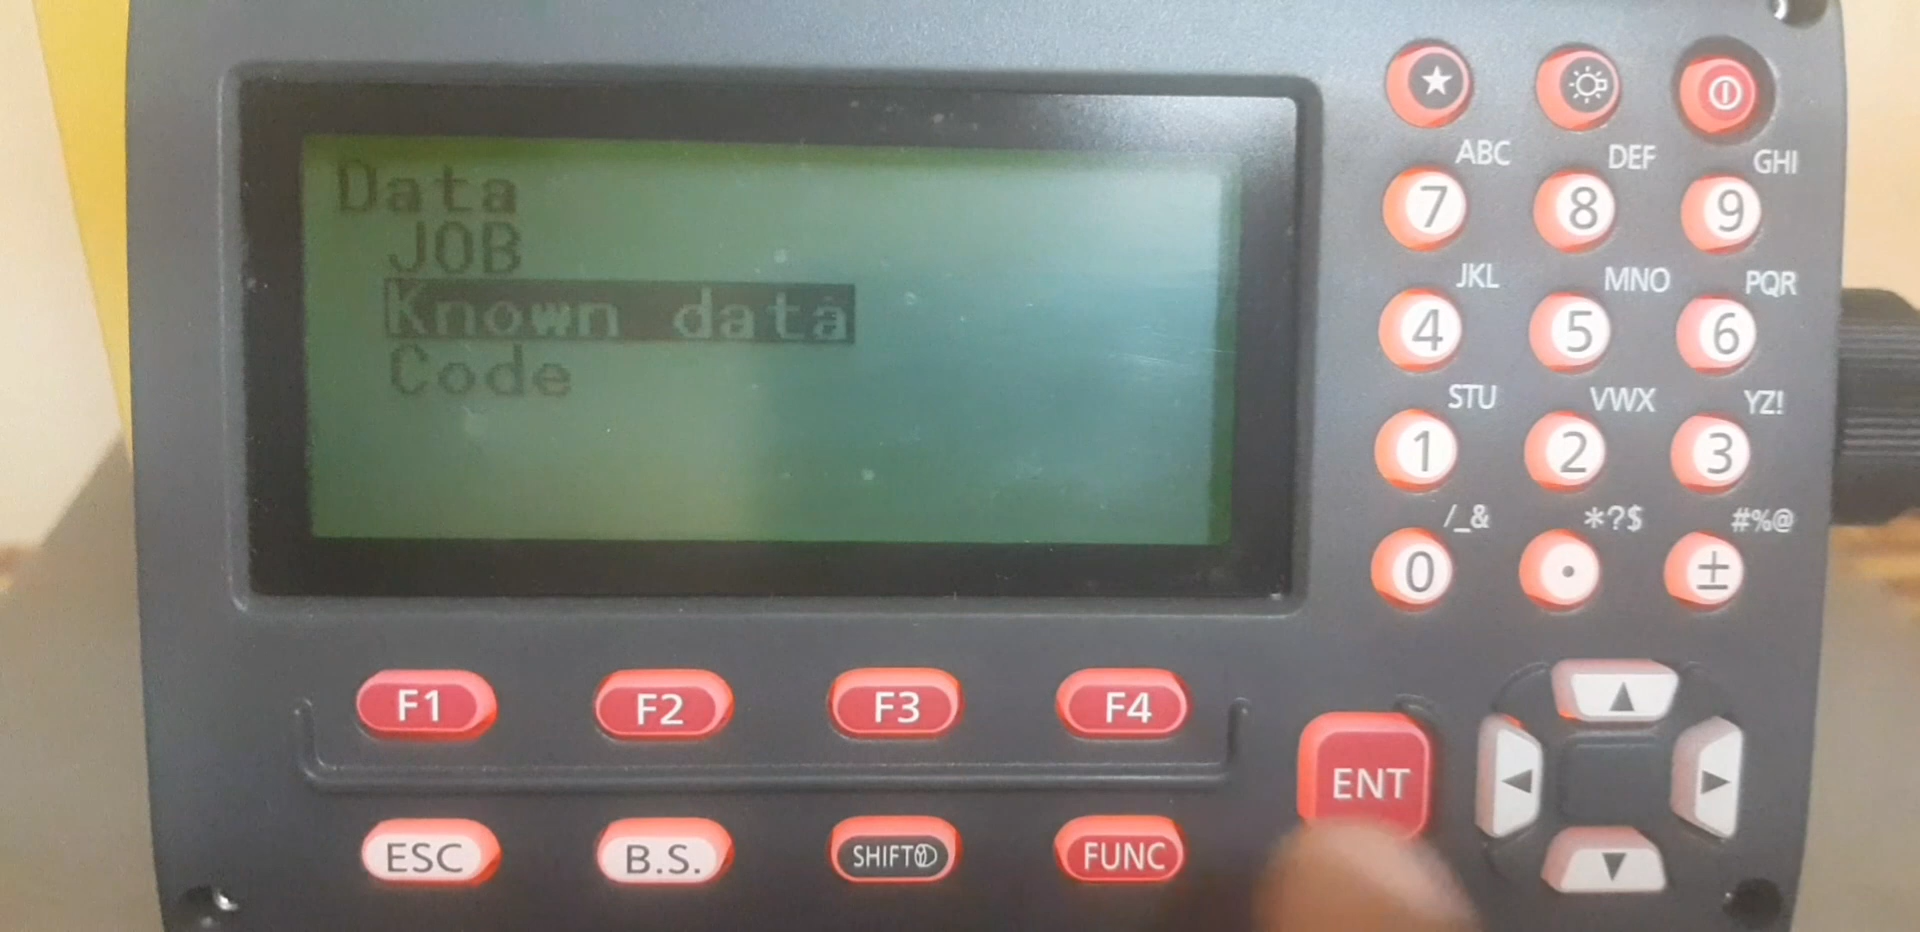 Data
JOB
Known data
Code
ABC DEF GHI
7 8 9
JKL MNO PQR
4 5 6
STU VWX YZ!
1 2 3
/_& *?$ #%@
0 • ±
F1 F2 F3 F4
ENT
ESC B.S. SHIFT FUNC